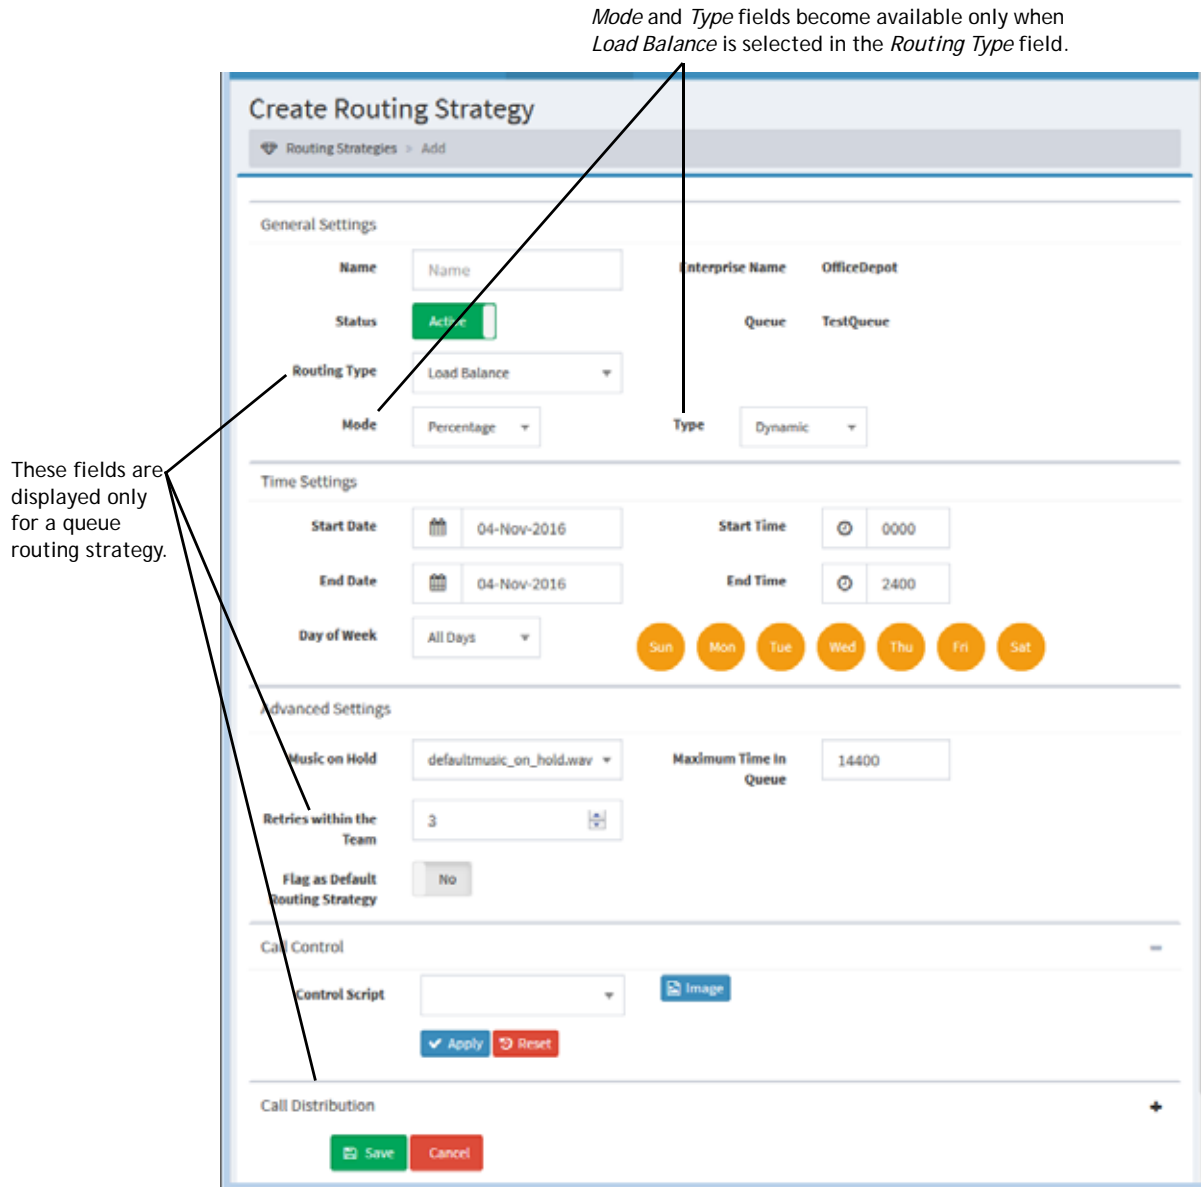 Mode and Type fields become available only when
Load Balance is selected in the Routing Type field.
Create Routing Strategy
Routing Strategies > Add
General Settings
Name Name Enterprise Name OfficeDepot
Status Active Queue TestQueue
Routing Type Load Balance
Mode Percentage Type Dynamic
These fields are
displayed only
for a queue
routing strategy.
Time Settings
Start Date 04-Nov-2016 Start Time 0000
End Date 04-Nov-2016 End Time 2400
Day of Week All Days Sun Mon Tue Wed Thu Fri Sat
Advanced Settings
Music on Hold defaultmusic_on_hold.wav Maximum Time In
Queue 14400
Retries within the
Team 3
Flag as Default
Routing Strategy No
Call Control
Control Script Image
Apply Reset
Call Distribution
Save Cancel